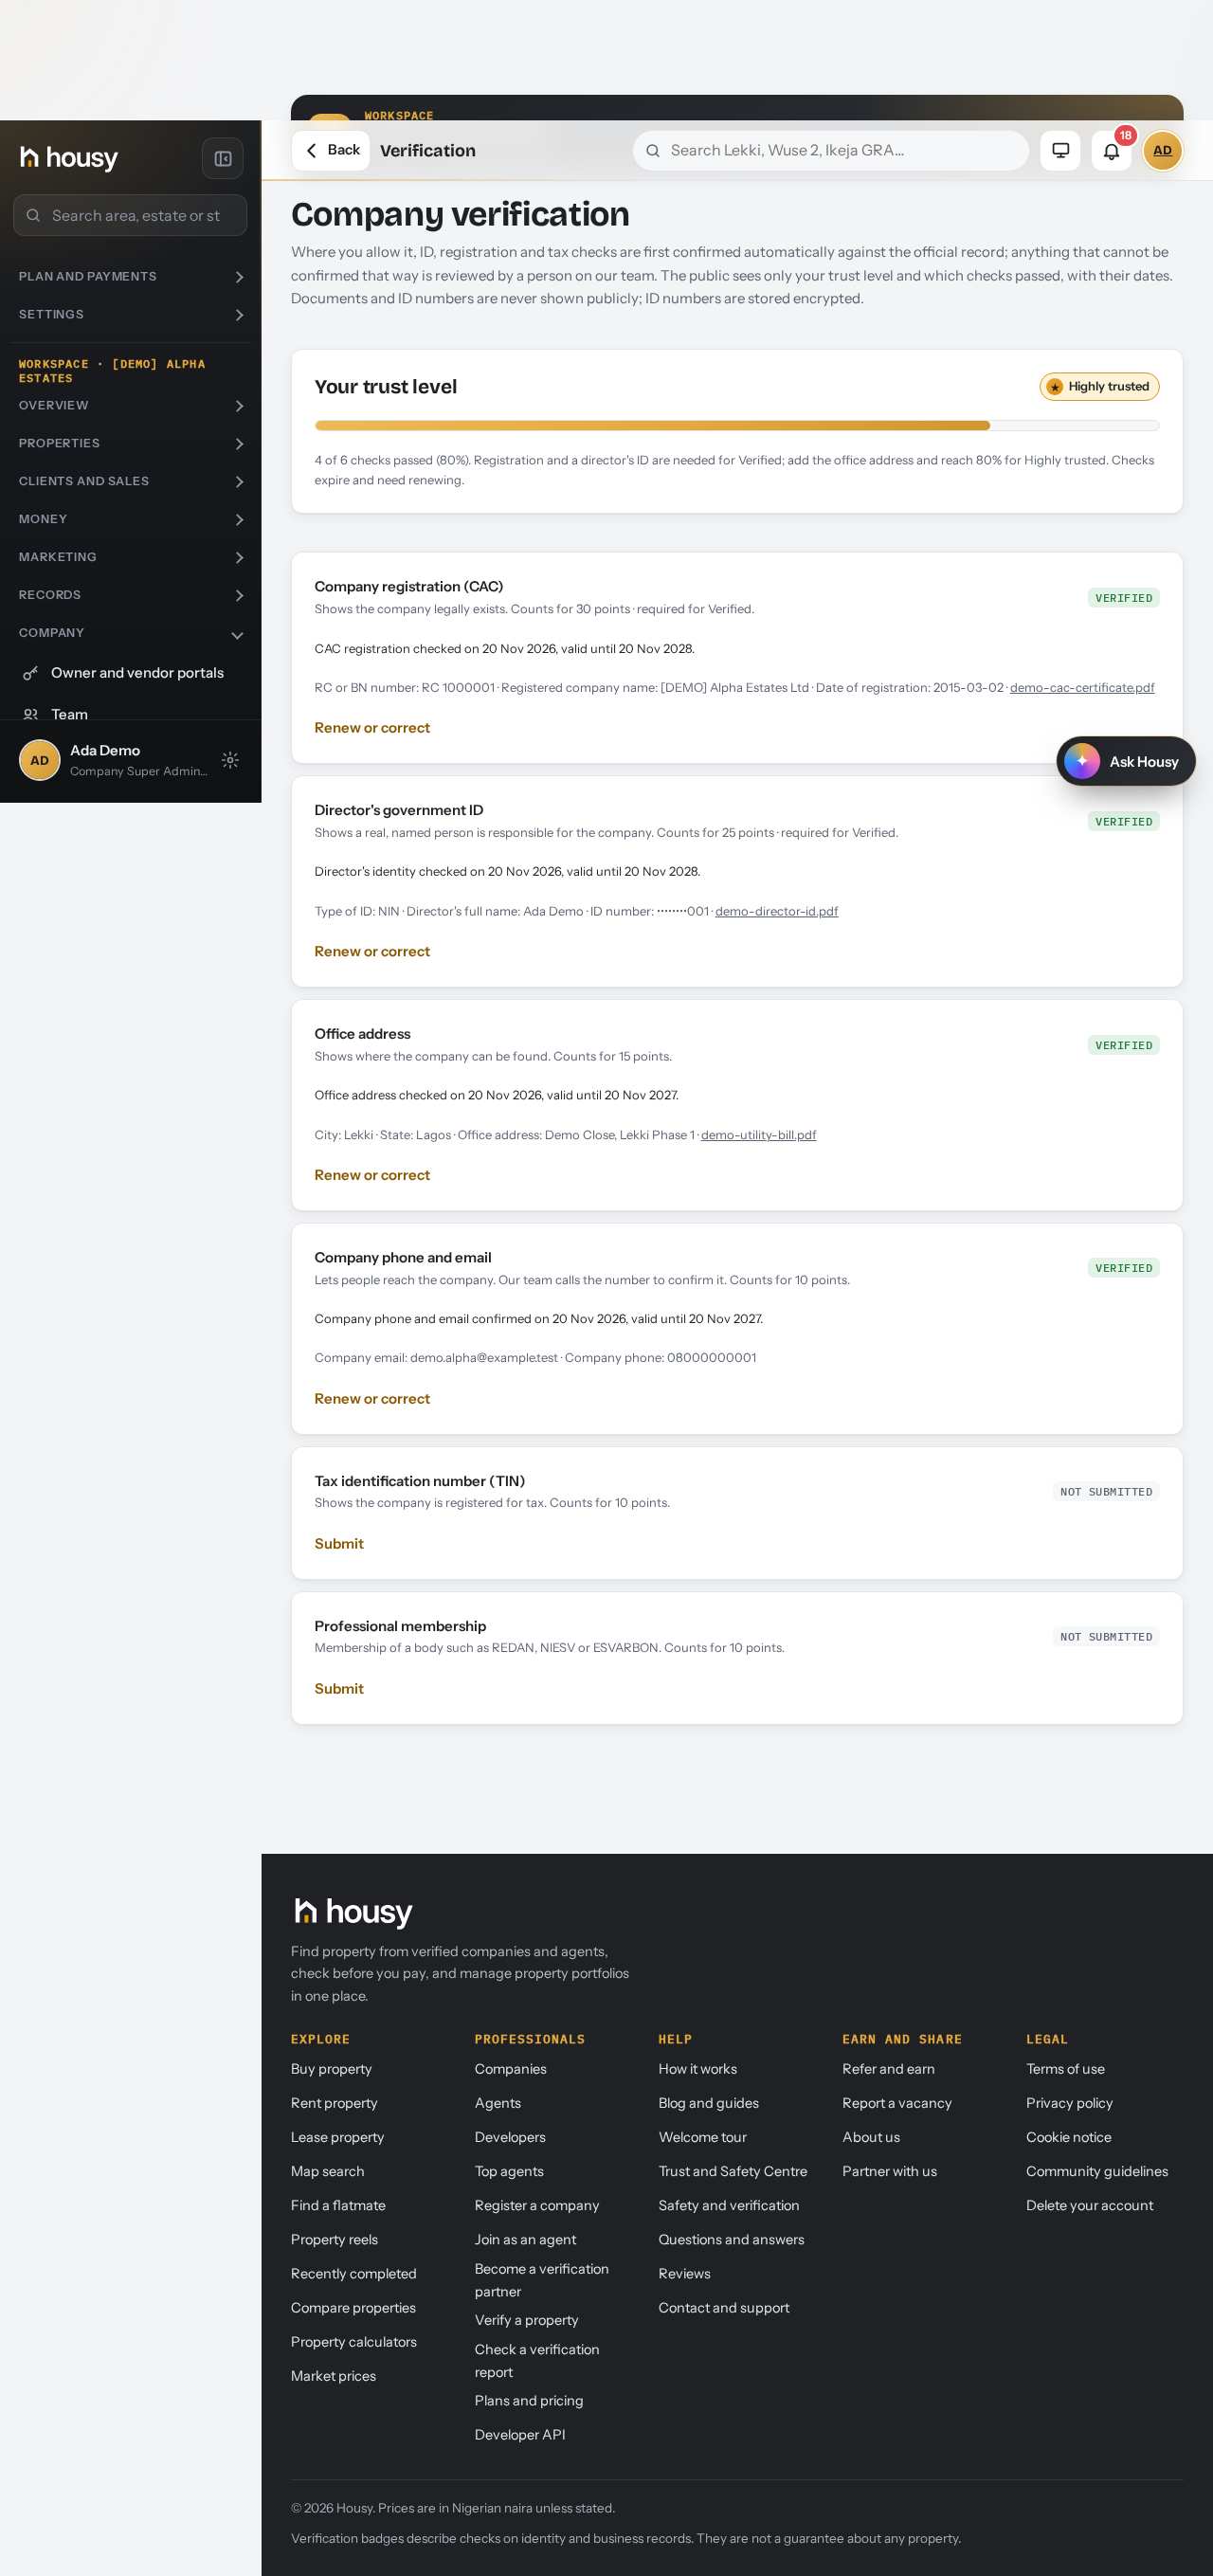 WORKSPACE
housy
Back
Verification
Search Lekki, Wuse 2, Ikeja GRA...
18
AD
Search area, estate or st
PLAN AND PAYMENTS
SETTINGS
WORKSPACE · [DEMO] ALPHA
ESTATES
OVERVIEW
PROPERTIES
CLIENTS AND SALES
MONEY
MARKETING
RECORDS
COMPANY
Owner and vendor portals
Team
AD
Ada Demo
Company Super Admin...
Company verification
Where you allow it, ID, registration and tax checks are first confirmed automatically against the official record; anything that cannot be
confirmed that way is reviewed by a person on our team. The public sees only your trust level and which checks passed, with their dates.
Documents and ID numbers are never shown publicly; ID numbers are stored encrypted.
Your trust level
Highly trusted
4 of 6 checks passed (80%). Registration and a director's ID are needed for Verified; add the office address and reach 80% for Highly trusted. Checks
expire and need renewing.
Company registration (CAC)
VERIFIED
Shows the company legally exists. Counts for 30 points · required for Verified.
CAC registration checked on 20 Nov 2026, valid until 20 Nov 2028.
RC or BN number: RC 1000001 · Registered company name: [DEMO] Alpha Estates Ltd · Date of registration: 2015-03-02 · demo-cac-certificate.pdf
Renew or correct
Ask Housy
Director's government ID
VERIFIED
Shows a real, named person is responsible for the company. Counts for 25 points · required for Verified.
Director's identity checked on 20 Nov 2026, valid until 20 Nov 2028.
Type of ID: NIN · Director's full name: Ada Demo · ID number: ••••••••001 · demo-director-id.pdf
Renew or correct
Office address
VERIFIED
Shows where the company can be found. Counts for 15 points.
Office address checked on 20 Nov 2026, valid until 20 Nov 2027.
City: Lekki · State: Lagos · Office address: Demo Close, Lekki Phase 1 · demo-utility-bill.pdf
Renew or correct
Company phone and email
VERIFIED
Lets people reach the company. Our team calls the number to confirm it. Counts for 10 points.
Company phone and email confirmed on 20 Nov 2026, valid until 20 Nov 2027.
Company email: demo.alpha@example.test · Company phone: 08000000001
Renew or correct
Tax identification number (TIN)
NOT SUBMITTED
Shows the company is registered for tax. Counts for 10 points.
Submit
Professional membership
NOT SUBMITTED
Membership of a body such as REDAN, NIESV or ESVARBON. Counts for 10 points.
Submit
housy
Find property from verified companies and agents,
check before you pay, and manage property portfolios
in one place.
EXPLORE
Buy property
Rent property
Lease property
Map search
Find a flatmate
Property reels
Recently completed
Compare properties
Property calculators
Market prices
PROFESSIONALS
Companies
Agents
Developers
Top agents
Register a company
Join as an agent
Become a verification
partner
Verify a property
Check a verification
report
Plans and pricing
Developer API
HELP
How it works
Blog and guides
Welcome tour
Trust and Safety Centre
Safety and verification
Questions and answers
Reviews
Contact and support
EARN AND SHARE
Refer and earn
Report a vacancy
About us
Partner with us
LEGAL
Terms of use
Privacy policy
Cookie notice
Community guidelines
Delete your account
© 2026 Housy. Prices are in Nigerian naira unless stated.
Verification badges describe checks on identity and business records. They are not a guarantee about any property.